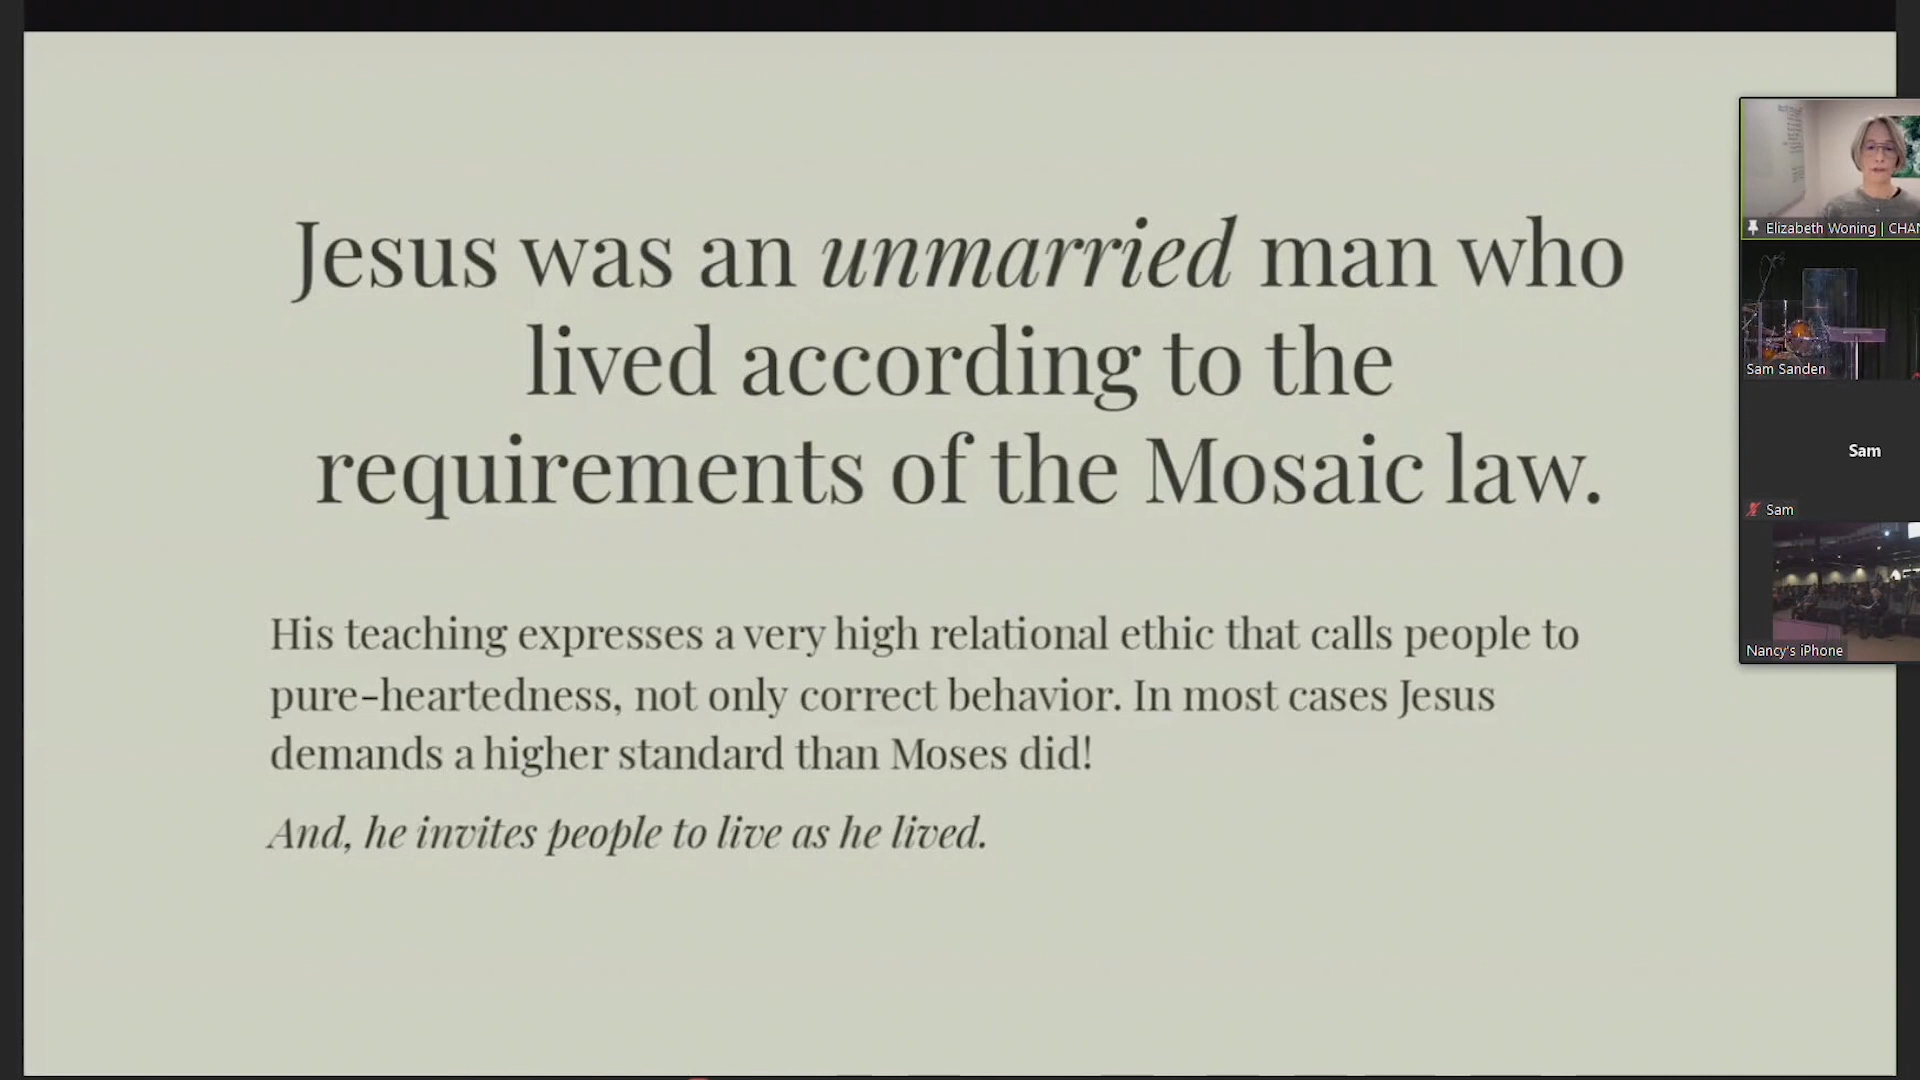 Jesus was an unmarried man who
lived according to the
requirements of the Mosaic law.
His teaching expresses a very high relational ethic that calls people to
pure-heartedness, not only correct behavior. In most cases Jesus
demands a higher standard than Moses did!
And, he invites people to live as he lived.
Elizabeth Woning | CHAN
Sam Sanden
Sam
Sam
Nancy's iPhone